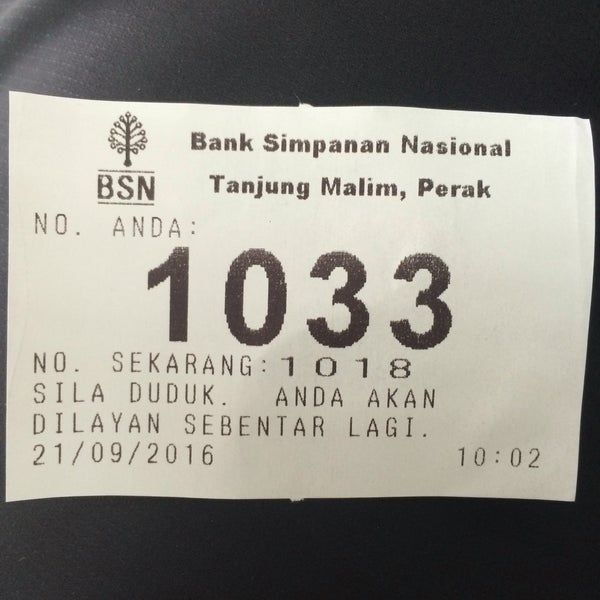 Bank Simpanan Nasional
BSN Tanjung Malim, Perak
NO. ANDA:
1033
NO. SEKARANG: 1018
SILA DUDUK. ANDA AKAN
DILAYAN SEBENTAR LAGI.
21/09/2016 10:02